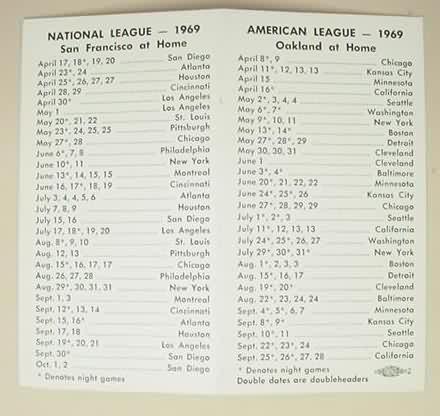 NATIONAL LEAGUE — 1969
San Francisco at Home
April 17, 18*, 19, 20 San Diego
April 23*, 24 Atlanta
April 25*, 26, 27, 27 Houston
April 28, 29 Cincinnati
April 30* Los Angeles
May 1 Los Angeles
May 20*, 21, 22 St. Louis
May 23*, 24, 25, 25 Pittsburgh
May 27*, 28 Chicago
June 6*, 7, 8 Philadelphia
June 10*, 11 New York
June 13*, 14, 15, 15 Montreal
June 16, 17*, 18, 19 Cincinnati
July 3, 4, 4, 5, 6 Atlanta
July 7, 8, 9 Houston
July 15, 16 San Diego
July 17, 18*, 19, 20 Los Angeles
Aug. 8*, 9, 10 St. Louis
Aug. 12, 13 Pittsburgh
Aug. 15*, 16, 17, 17 Chicago
Aug. 26, 27, 28 Philadelphia
Aug. 29*, 30, 31, 31 New York
Sept. 1, 3 Montreal
Sept. 12*, 13, 14 Cincinnati
Sept. 15, 16* Atlanta
Sept. 17, 18 Houston
Sept. 19*, 20, 21 Los Angeles
Sept. 30* San Diego
Oct. 1, 2 San Diego
* Denotes night games
AMERICAN LEAGUE — 1969
Oakland at Home
April 8*, 9 Chicago
April 11*, 12, 13, 13 Kansas City
April 15 Minnesota
April 16* California
May 2*, 3, 4, 4 Seattle
May 6*, 7* Washington
May 9*, 10, 11 New York
May 13*, 14* Boston
May 27*, 28*, 29 Detroit
May 30, 30, 31 Cleveland
June 1 Cleveland
June 3*, 4* Baltimore
June 20*, 21, 22, 22 Minnesota
June 24*, 25*, 26 Kansas City
June 27*, 28, 29, 29 Chicago
July 1*, 2*, 3 Seattle
July 11*, 12, 13, 13 California
July 24*, 25*, 26, 27 Washington
July 29*, 30*, 31* New York
Aug. 1*, 2, 3, 3 Boston
Aug. 15*, 16, 17 Detroit
Aug. 19*, 20* Cleveland
Aug. 22*, 23, 24, 24 Baltimore
Sept. 4*, 5*, 6, 7 Minnesota
Sept. 8*, 9* Kansas City
Sept. 10*, 11 Seattle
Sept. 22*, 23*, 24 Chicago
Sept. 25*, 26*, 27, 28 California
* Denotes night games
Double dates are doubleheaders